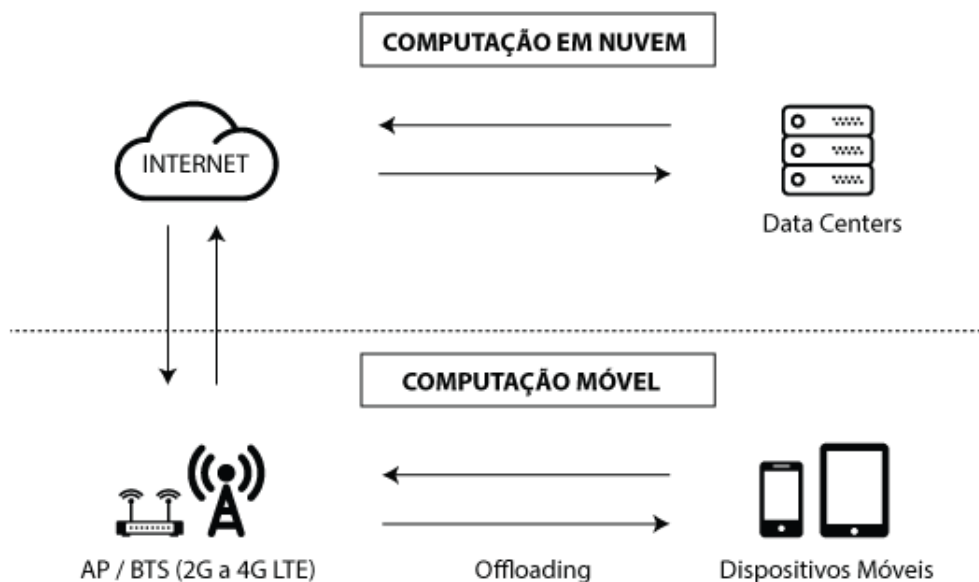 COMPUTAÇÃO EM NUVEM
INTERNET
Data Centers
COMPUTAÇÃO MÓVEL
AP / BTS (2G a 4G LTE)
Offloading
Dispositivos Móveis